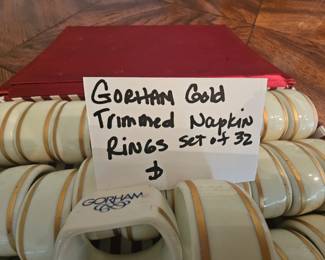 GORHAM Gold
Trimmed Napkin
RINGS set of 32
$
GORHAM